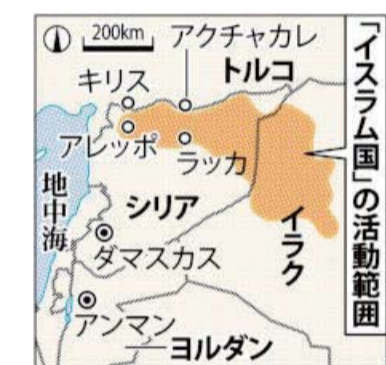 「イスラム国」の活動範囲
200km
アクチャカレ
トルコ
キリス
アレッポ
ラッカ
地中海
シリア
イラク
ダマスカス
アンマン
ヨルダン